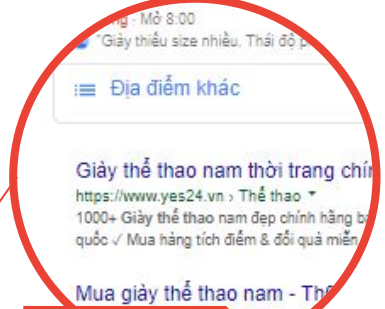 · Mở 8:00
"Giày thiếu size nhiều. Thái độ
Địa điểm khác
Giày thể thao nam thời trang
https://www.yes24.vn › Thể thao
1000+ Giày thể thao nam đẹp chính hãng
quốc ✓ Mua hàng tích điểm & đổi quà miễn
Mua giày thể thao nam -